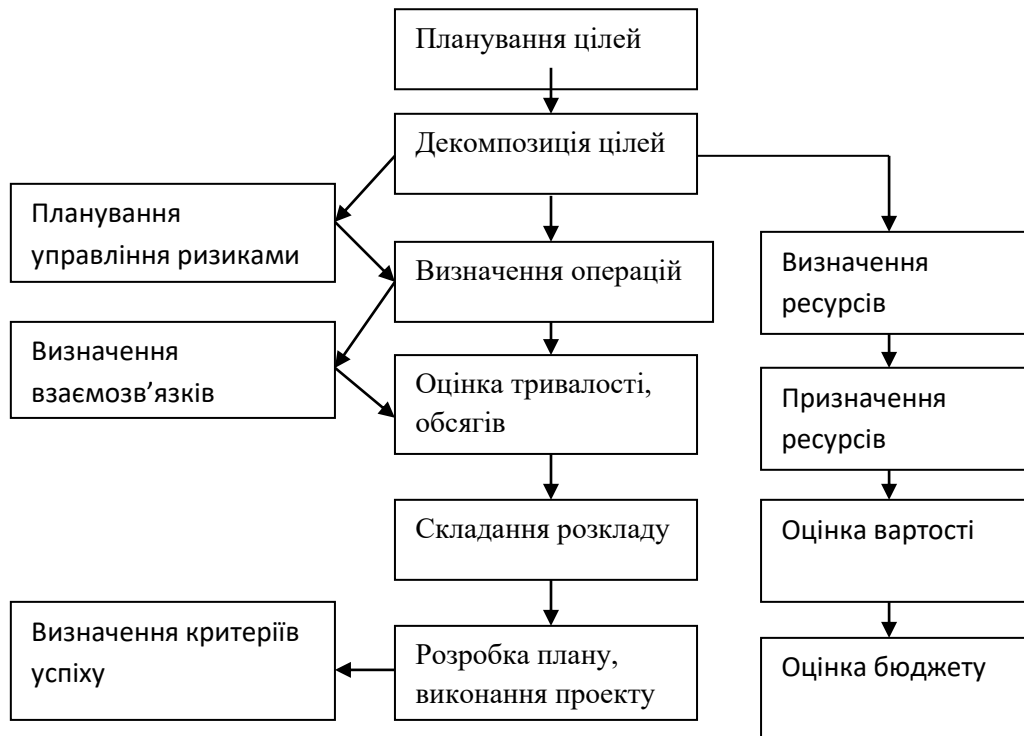 Планування цілей
Декомпозиція цілей
Планування
управління ризиками
Визначення операцій
Визначення
ресурсів
Визначення
взаємозв’язків
Оцінка тривалості,
обсягів
Призначення
ресурсів
Складання розкладу
Оцінка вартості
Визначення критеріїв
успіху
Розробка плану,
виконання проекту
Оцінка бюджету